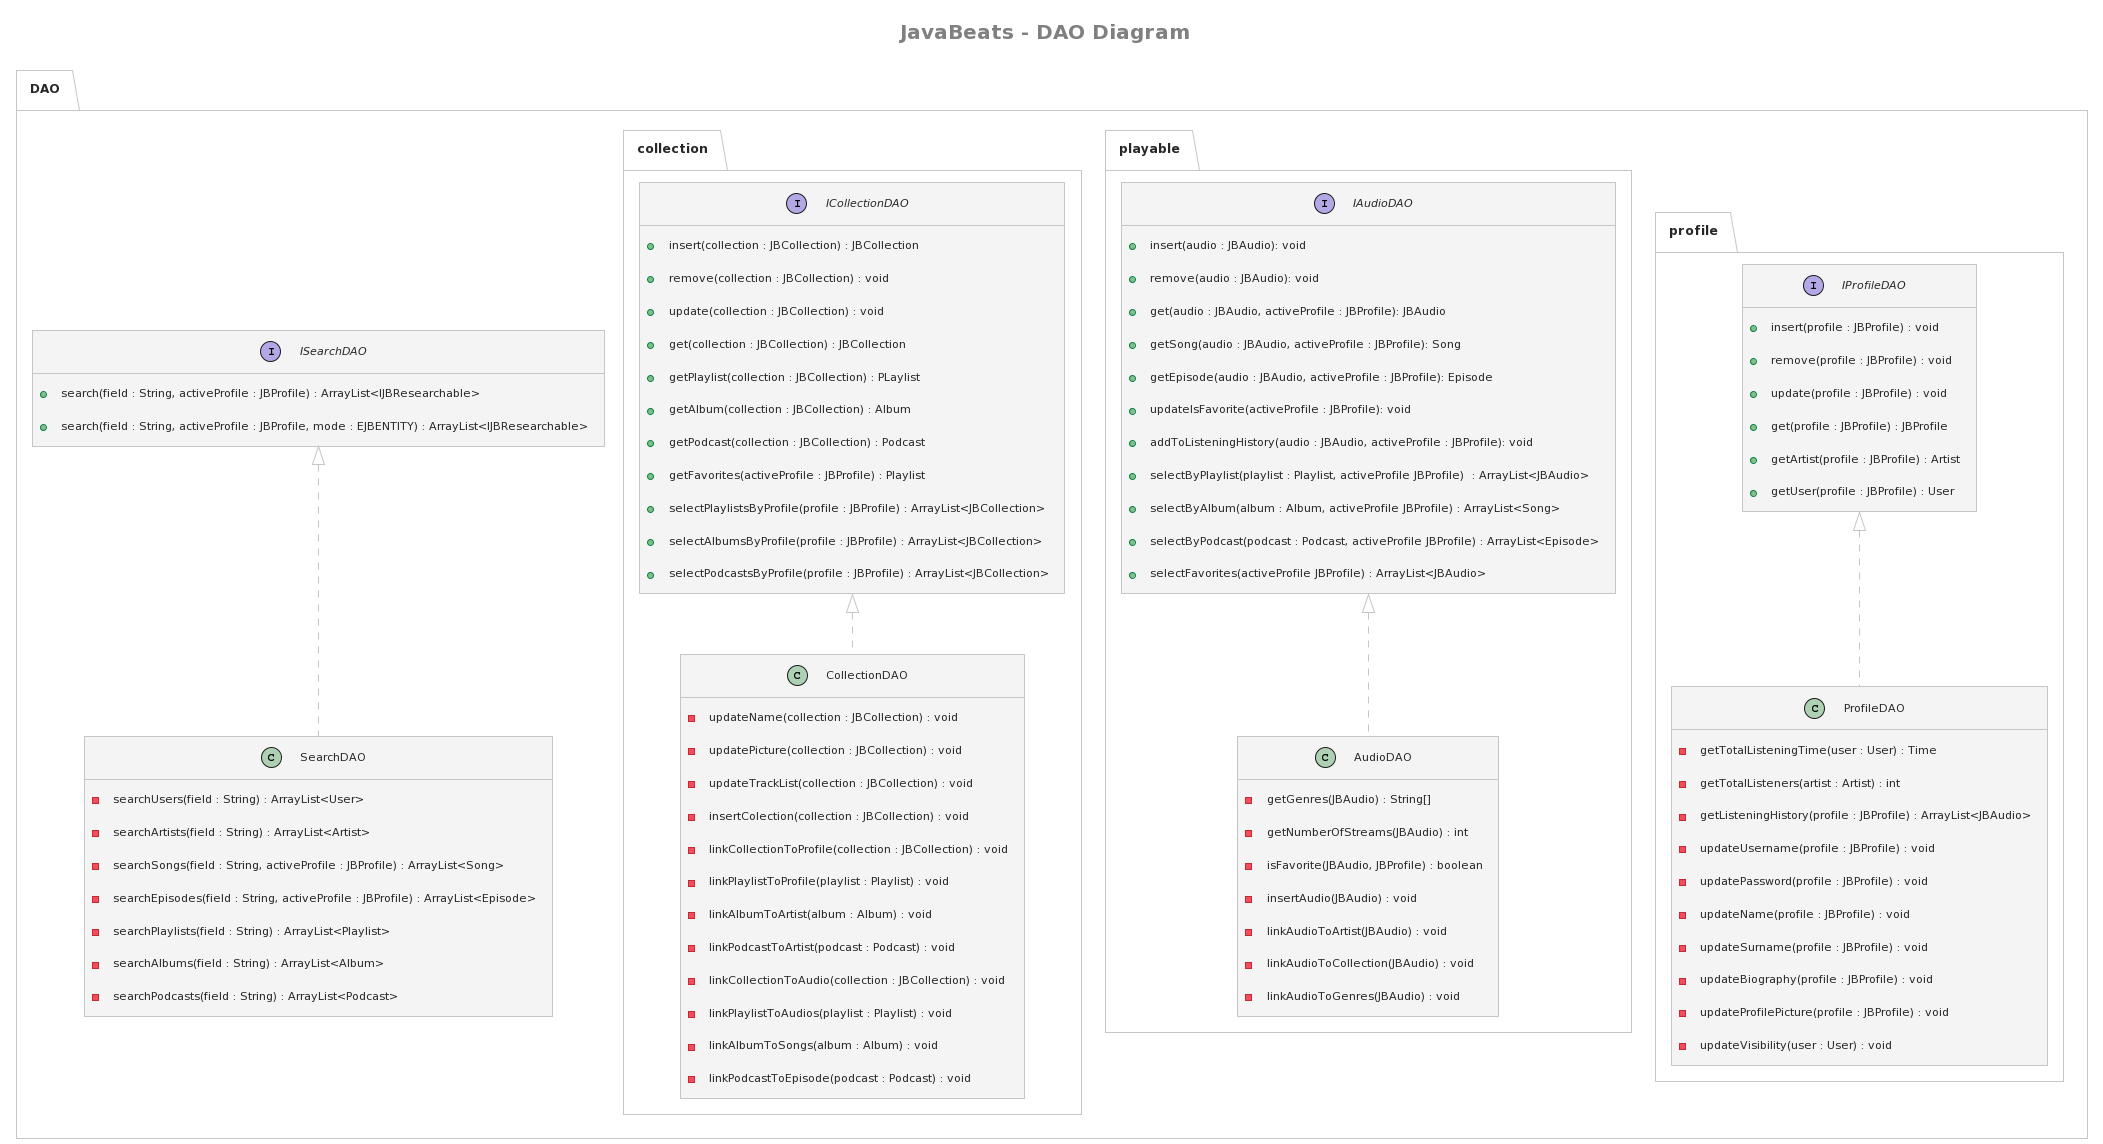 JavaBeats - DAO Diagram
DAO
ISearchDAO
search(field : String, activeProfile : JBProfile) : ArrayList<IJBResearchable>
search(field : String, activeProfile : JBProfile, mode : EJBENTITY) : ArrayList<IJBResearchable>
SearchDAO
searchUsers(field : String) : ArrayList<User>
searchArtists(field : String) : ArrayList<Artist>
searchSongs(field : String, activeProfile : JBProfile) : ArrayList<Song>
searchEpisodes(field : String, activeProfile : JBProfile) : ArrayList<Episode>
searchPlaylists(field : String) : ArrayList<Playlist>
searchAlbums(field : String) : ArrayList<Album>
searchPodcasts(field : String) : ArrayList<Podcast>
collection
ICollectionDAO
insert(collection : JBCollection) : JBCollection
remove(collection : JBCollection) : void
update(collection : JBCollection) : void
get(collection : JBCollection) : JBCollection
getPlaylist(collection : JBCollection) : PLaylist
getAlbum(collection : JBCollection) : Album
getPodcast(collection : JBCollection) : Podcast
getFavorites(activeProfile : JBProfile) : Playlist
selectPlaylistsByProfile(profile : JBProfile) : ArrayList<JBCollection>
selectAlbumsByProfile(profile : JBProfile) : ArrayList<JBCollection>
selectPodcastsByProfile(profile : JBProfile) : ArrayList<JBCollection>
CollectionDAO
updateName(collection : JBCollection) : void
updatePicture(collection : JBCollection) : void
updateTrackList(collection : JBCollection) : void
insertColection(collection : JBCollection) : void
linkCollectionToProfile(collection : JBCollection) : void
linkPlaylistToProfile(playlist : Playlist) : void
linkAlbumToArtist(album : Album) : void
linkPodcastToArtist(podcast : Podcast) : void
linkCollectionToAudio(collection : JBCollection) : void
linkPlaylistToAudios(playlist : Playlist) : void
linkAlbumToSongs(album : Album) : void
linkPodcastToEpisode(podcast : Podcast) : void
playable
IAudioDAO
insert(audio : JBAudio): void
remove(audio : JBAudio): void
get(audio : JBAudio, activeProfile : JBProfile): JBAudio
getSong(audio : JBAudio, activeProfile : JBProfile): Song
getEpisode(audio : JBAudio, activeProfile : JBProfile): Episode
updateIsFavorite(activeProfile : JBProfile): void
addToListeningHistory(audio : JBAudio, activeProfile : JBProfile): void
selectByPlaylist(playlist : Playlist, activeProfile JBProfile)  : ArrayList<JBAudio>
selectByAlbum(album : Album, activeProfile JBProfile) : ArrayList<Song>
selectByPodcast(podcast : Podcast, activeProfile JBProfile) : ArrayList<Episode>
selectFavorites(activeProfile JBProfile) : ArrayList<JBAudio>
AudioDAO
getGenres(JBAudio) : String[]
getNumberOfStreams(JBAudio) : int
isFavorite(JBAudio, JBProfile) : boolean
insertAudio(JBAudio) : void
linkAudioToArtist(JBAudio) : void
linkAudioToCollection(JBAudio) : void
linkAudioToGenres(JBAudio) : void
profile
IProfileDAO
insert(profile : JBProfile) : void
remove(profile : JBProfile) : void
update(profile : JBProfile) : void
get(profile : JBProfile) : JBProfile
getArtist(profile : JBProfile) : Artist
getUser(profile : JBProfile) : User
ProfileDAO
getTotalListeningTime(user : User) : Time
getTotalListeners(artist : Artist) : int
getListeningHistory(profile : JBProfile) : ArrayList<JBAudio>
updateUsername(profile : JBProfile) : void
updatePassword(profile : JBProfile) : void
updateName(profile : JBProfile) : void
updateSurname(profile : JBProfile) : void
updateBiography(profile : JBProfile) : void
updateProfilePicture(profile : JBProfile) : void
updateVisibility(user : User) : void